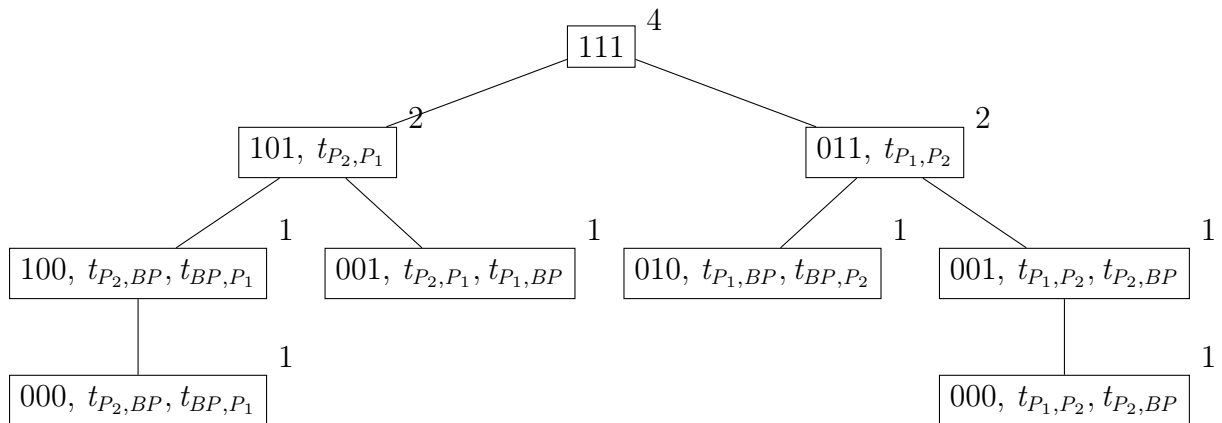 4
111
2
101, t_{P_2,P_1}
2
011, t_{P_1,P_2}
1
100, t_{P_2,BP}, t_{BP,P_1}
1
001, t_{P_2,P_1}, t_{P_1,BP}
1
010, t_{P_1,BP}, t_{BP,P_2}
1
001, t_{P_1,P_2}, t_{P_2,BP}
1
000, t_{P_2,BP}, t_{BP,P_1}
1
000, t_{P_1,P_2}, t_{P_2,BP}